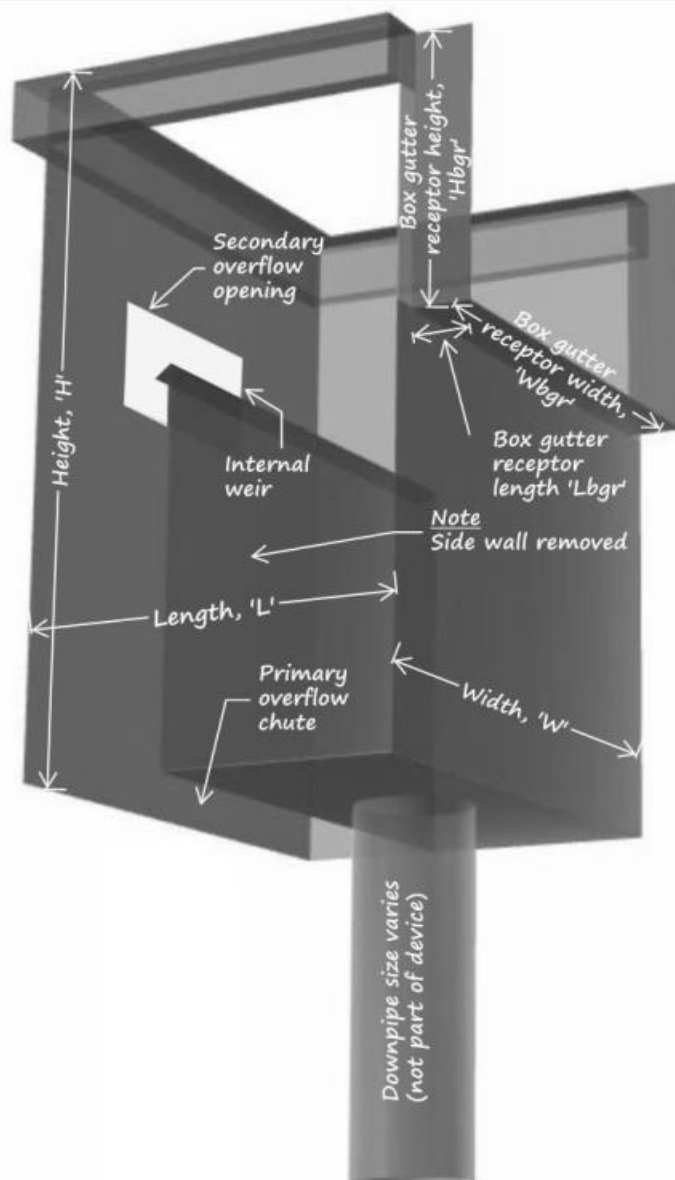 Box gutter
receptor height,
'Hbgr'
Secondary
overflow
opening
Height, 'H'
Box gutter
receptor width,
'Wbgr'
Internal
weir
Box gutter
receptor
length 'Lbgr'
Note
Side wall removed
Length, 'L'
Primary
overflow
chute
Width, 'W'
Downpipe size varies
(not part of device)